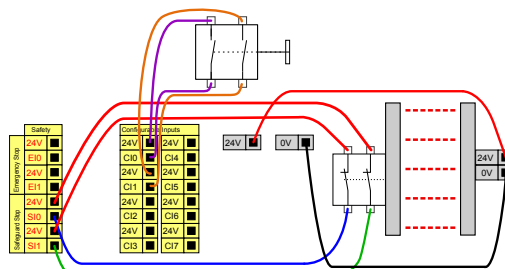 Safety
Emergency Stop
24V
EI0
24V
EI1
Safeguard Stop
24V
SI0
24V
SI1
Configurable Inputs
24V 24V
CI0 CI4
24V 24V
CI1 CI5
24V 24V
CI2 CI6
24V 24V
CI3 CI7
24V
0V
24V
0V